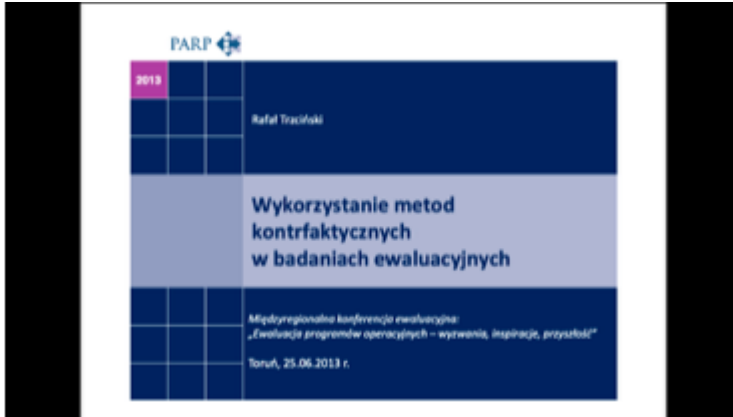 PARP
2013
Rafał Traciński
Wykorzystanie metod
kontrfaktycznych
w badaniach ewaluacyjnych
Międzyregionalna konferencja ewaluacyjna:
„Ewaluacja programów operacyjnych – wyzwania, inspiracje, przyszłość"
Toruń, 25.06.2013 r.